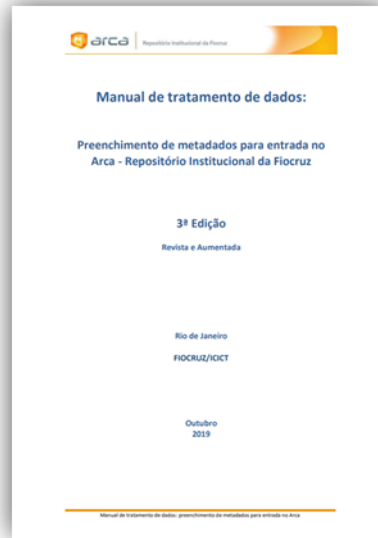 arca Repositório Institucional da Fiocruz
Manual de tratamento de dados:
Preenchimento de metadados para entrada no
Arca - Repositório Institucional da Fiocruz
3ª Edição
Revista e Aumentada
Rio de Janeiro
FIOCRUZ/ICICT
Outubro
2019
Manual de tratamento de dados: preenchimento de metadados para entrada no Arca